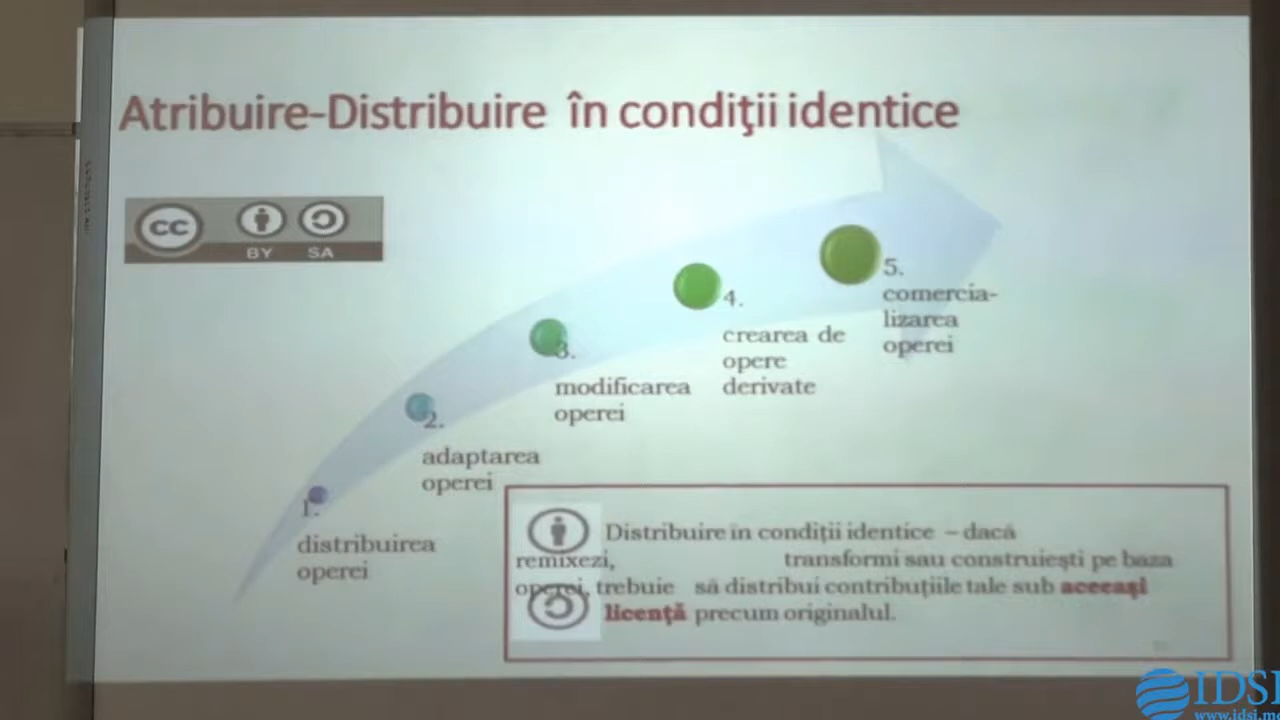 Atribuire-Distribuire în condiţii identice
CC
BY SA
5.
comercia-
lizarea
operei
4.
crearea de
opere
derivate
3.
modificarea
operei
2.
adaptarea
operei
1.
distribuirea
operei
Distribuire în condiţii identice – dacă
remixezi, transformi sau construieşti pe baza
operei, trebuie să distribui contribuţiile tale sub aceeaşi
licenţă precum originalul.
IDSI
www.idsi.md